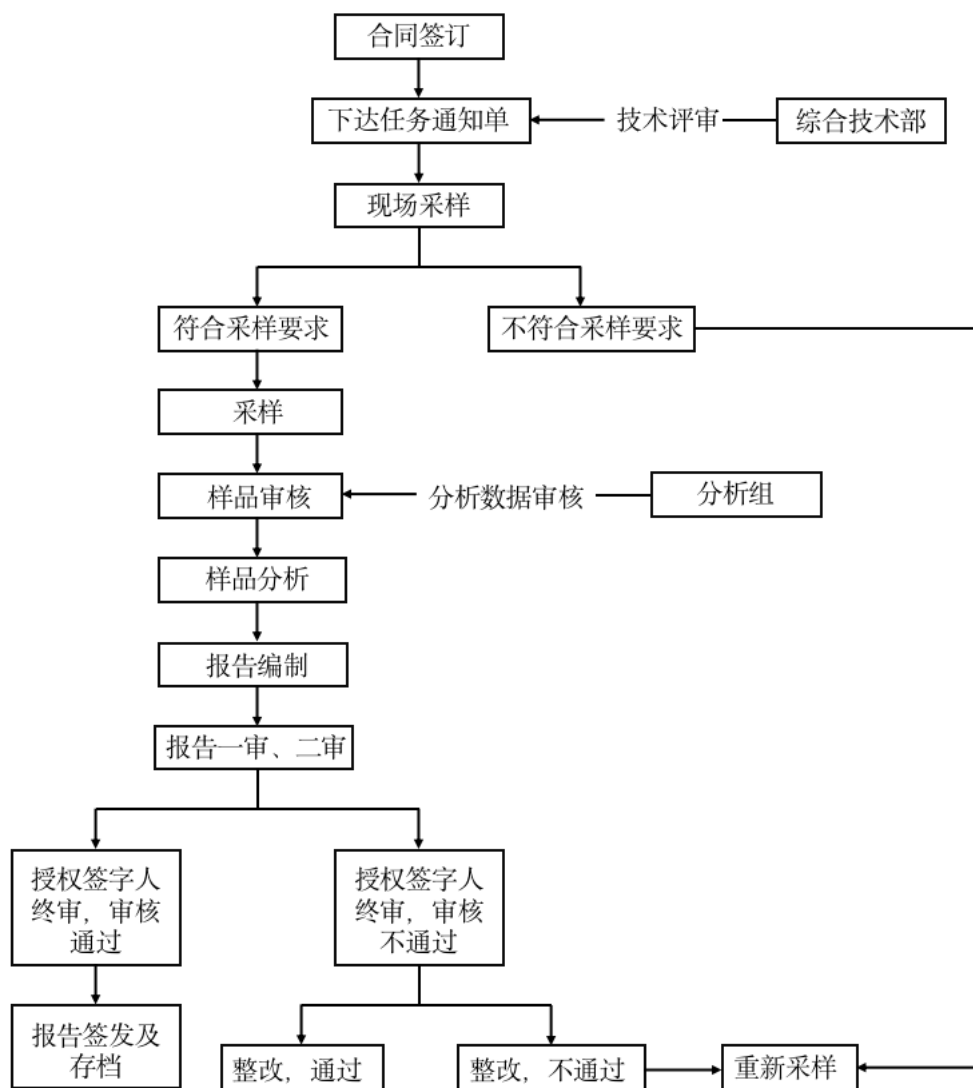 合同签订
下达任务通知单
技术评审
综合技术部
现场采样
符合采样要求
不符合采样要求
采样
样品审核
分析数据审核
分析组
样品分析
报告编制
报告一审、二审
授权签字人
终审，审核
通过
授权签字人
终审，审核
不通过
报告签发及
存档
整改，通过
整改，不通过
重新采样